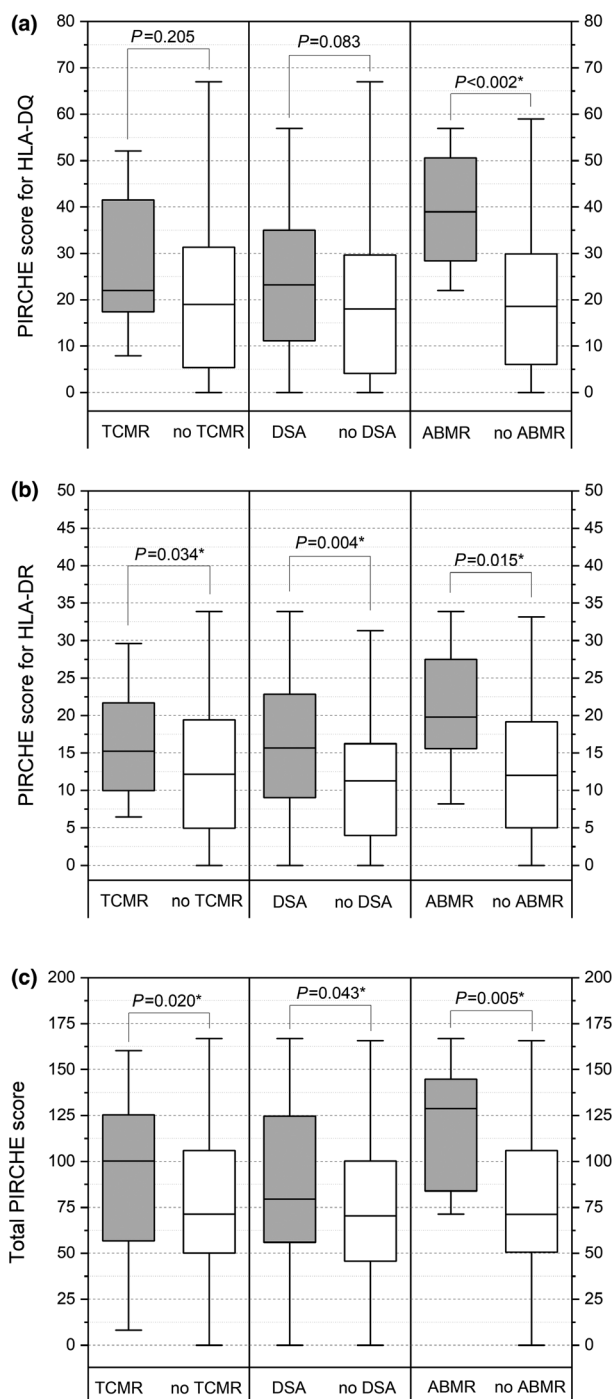 (a)
80 80
P=0.205 P=0.083
70 70
P<0.002*
60 60
50 50
40 40
30 30
20 20
10 10
0 0
PIRCHE score for HLA-DQ
TCMR no TCMR DSA no DSA ABMR no ABMR
(b)
50 50
45 45
P=0.034* P=0.004* P=0.015*
40 40
35 35
30 30
25 25
20 20
15 15
10 10
5 5
0 0
PIRCHE score for HLA-DR
TCMR no TCMR DSA no DSA ABMR no ABMR
(c)
200 200
P=0.020* P=0.043* P=0.005*
175 175
150 150
125 125
100 100
75 75
50 50
25 25
0 0
Total PIRCHE score
TCMR no TCMR DSA no DSA ABMR no ABMR